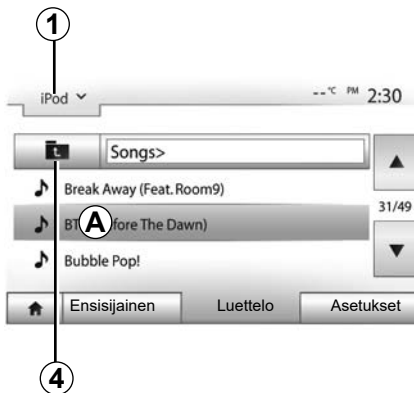 1
iPod
--°C PM 2:30
Songs>
Break Away (Feat. Room9)
31/49
BT A fore The Dawn)
Bubble Pop!
Ensisijainen Luettelo Asetukset
4